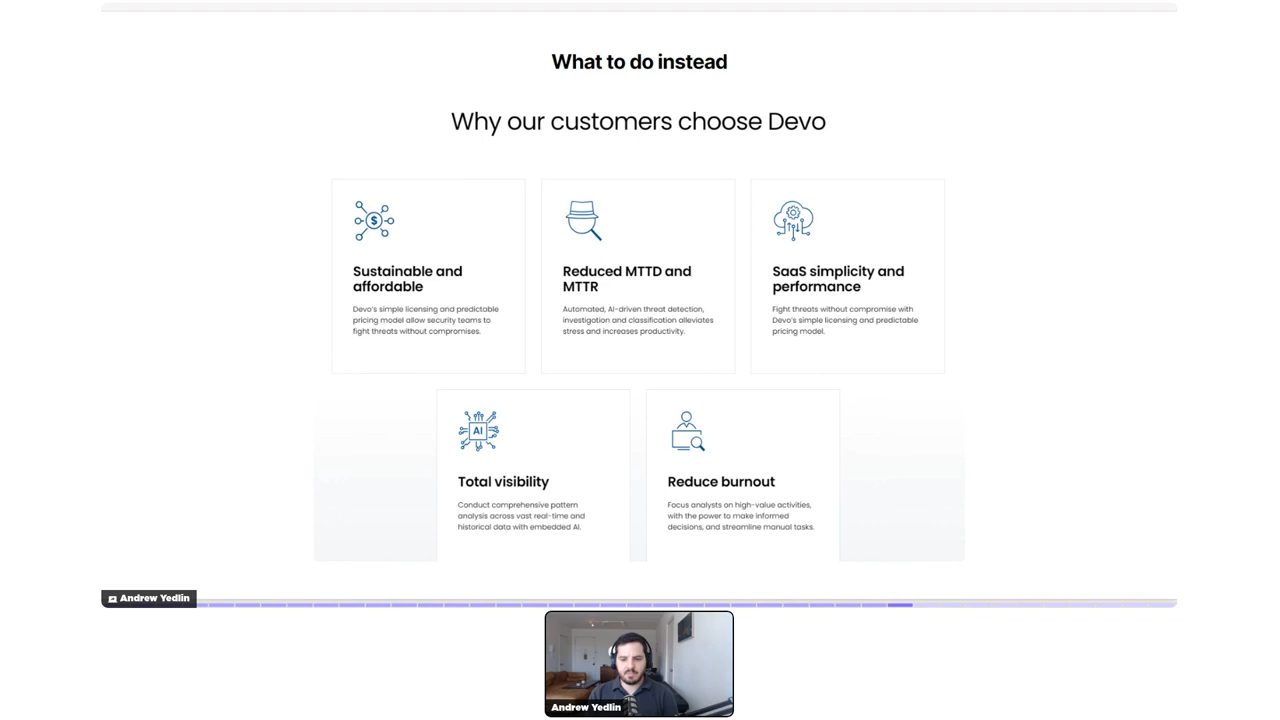 What to do instead
Why our customers choose Devo
Sustainable and
affordable
Devo's simple licensing and predictable
pricing model allow security teams to
fight threats without compromises.
Reduced MTTD and
MTTR
Automated, AI-driven threat detection,
investigation and classification alleviates
stress and increases productivity.
SaaS simplicity and
performance
Fight threats without compromise with
Devo's simple licensing and predictable
pricing model.
AI
Total visibility
Conduct comprehensive pattern
analysis across vast real-time and
historical data with embedded AI.
Reduce burnout
Focus analysts on high-value activities,
with the power to make informed
decisions, and streamline manual tasks.
Andrew Yedlin
Andrew Yedlin